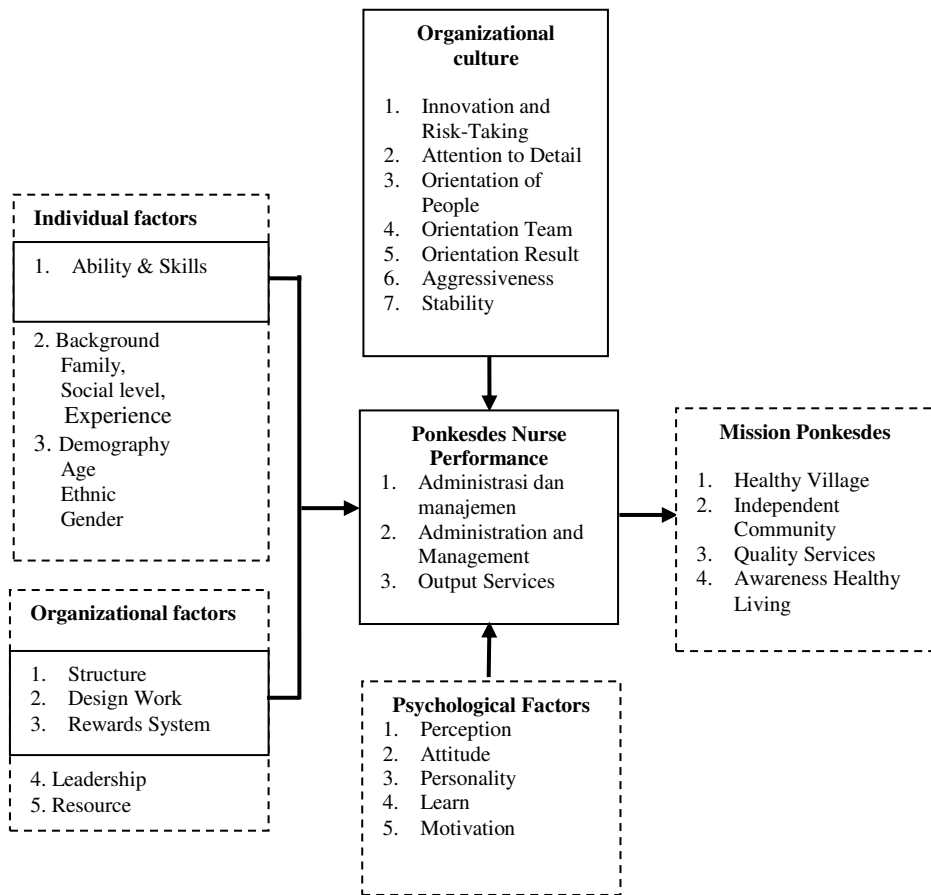 Organizational
culture
1. Innovation and
Risk-Taking
2. Attention to Detail
3. Orientation of
People
4. Orientation Team
5. Orientation Result
6. Aggressiveness
7. Stability
Individual factors
1. Ability & Skills
2. Background
Family,
Social level,
Experience
3. Demography
Age
Ethnic
Gender
Organizational factors
1. Structure
2. Design Work
3. Rewards System
4. Leadership
5. Resource
Ponkesdes Nurse
Performance
1. Administrasi dan
manajemen
2. Administration and
Management
3. Output Services
Psychological Factors
1. Perception
2. Attitude
3. Personality
4. Learn
5. Motivation
Mission Ponkesdes
1. Healthy Village
2. Independent
Community
3. Quality Services
4. Awareness Healthy
Living